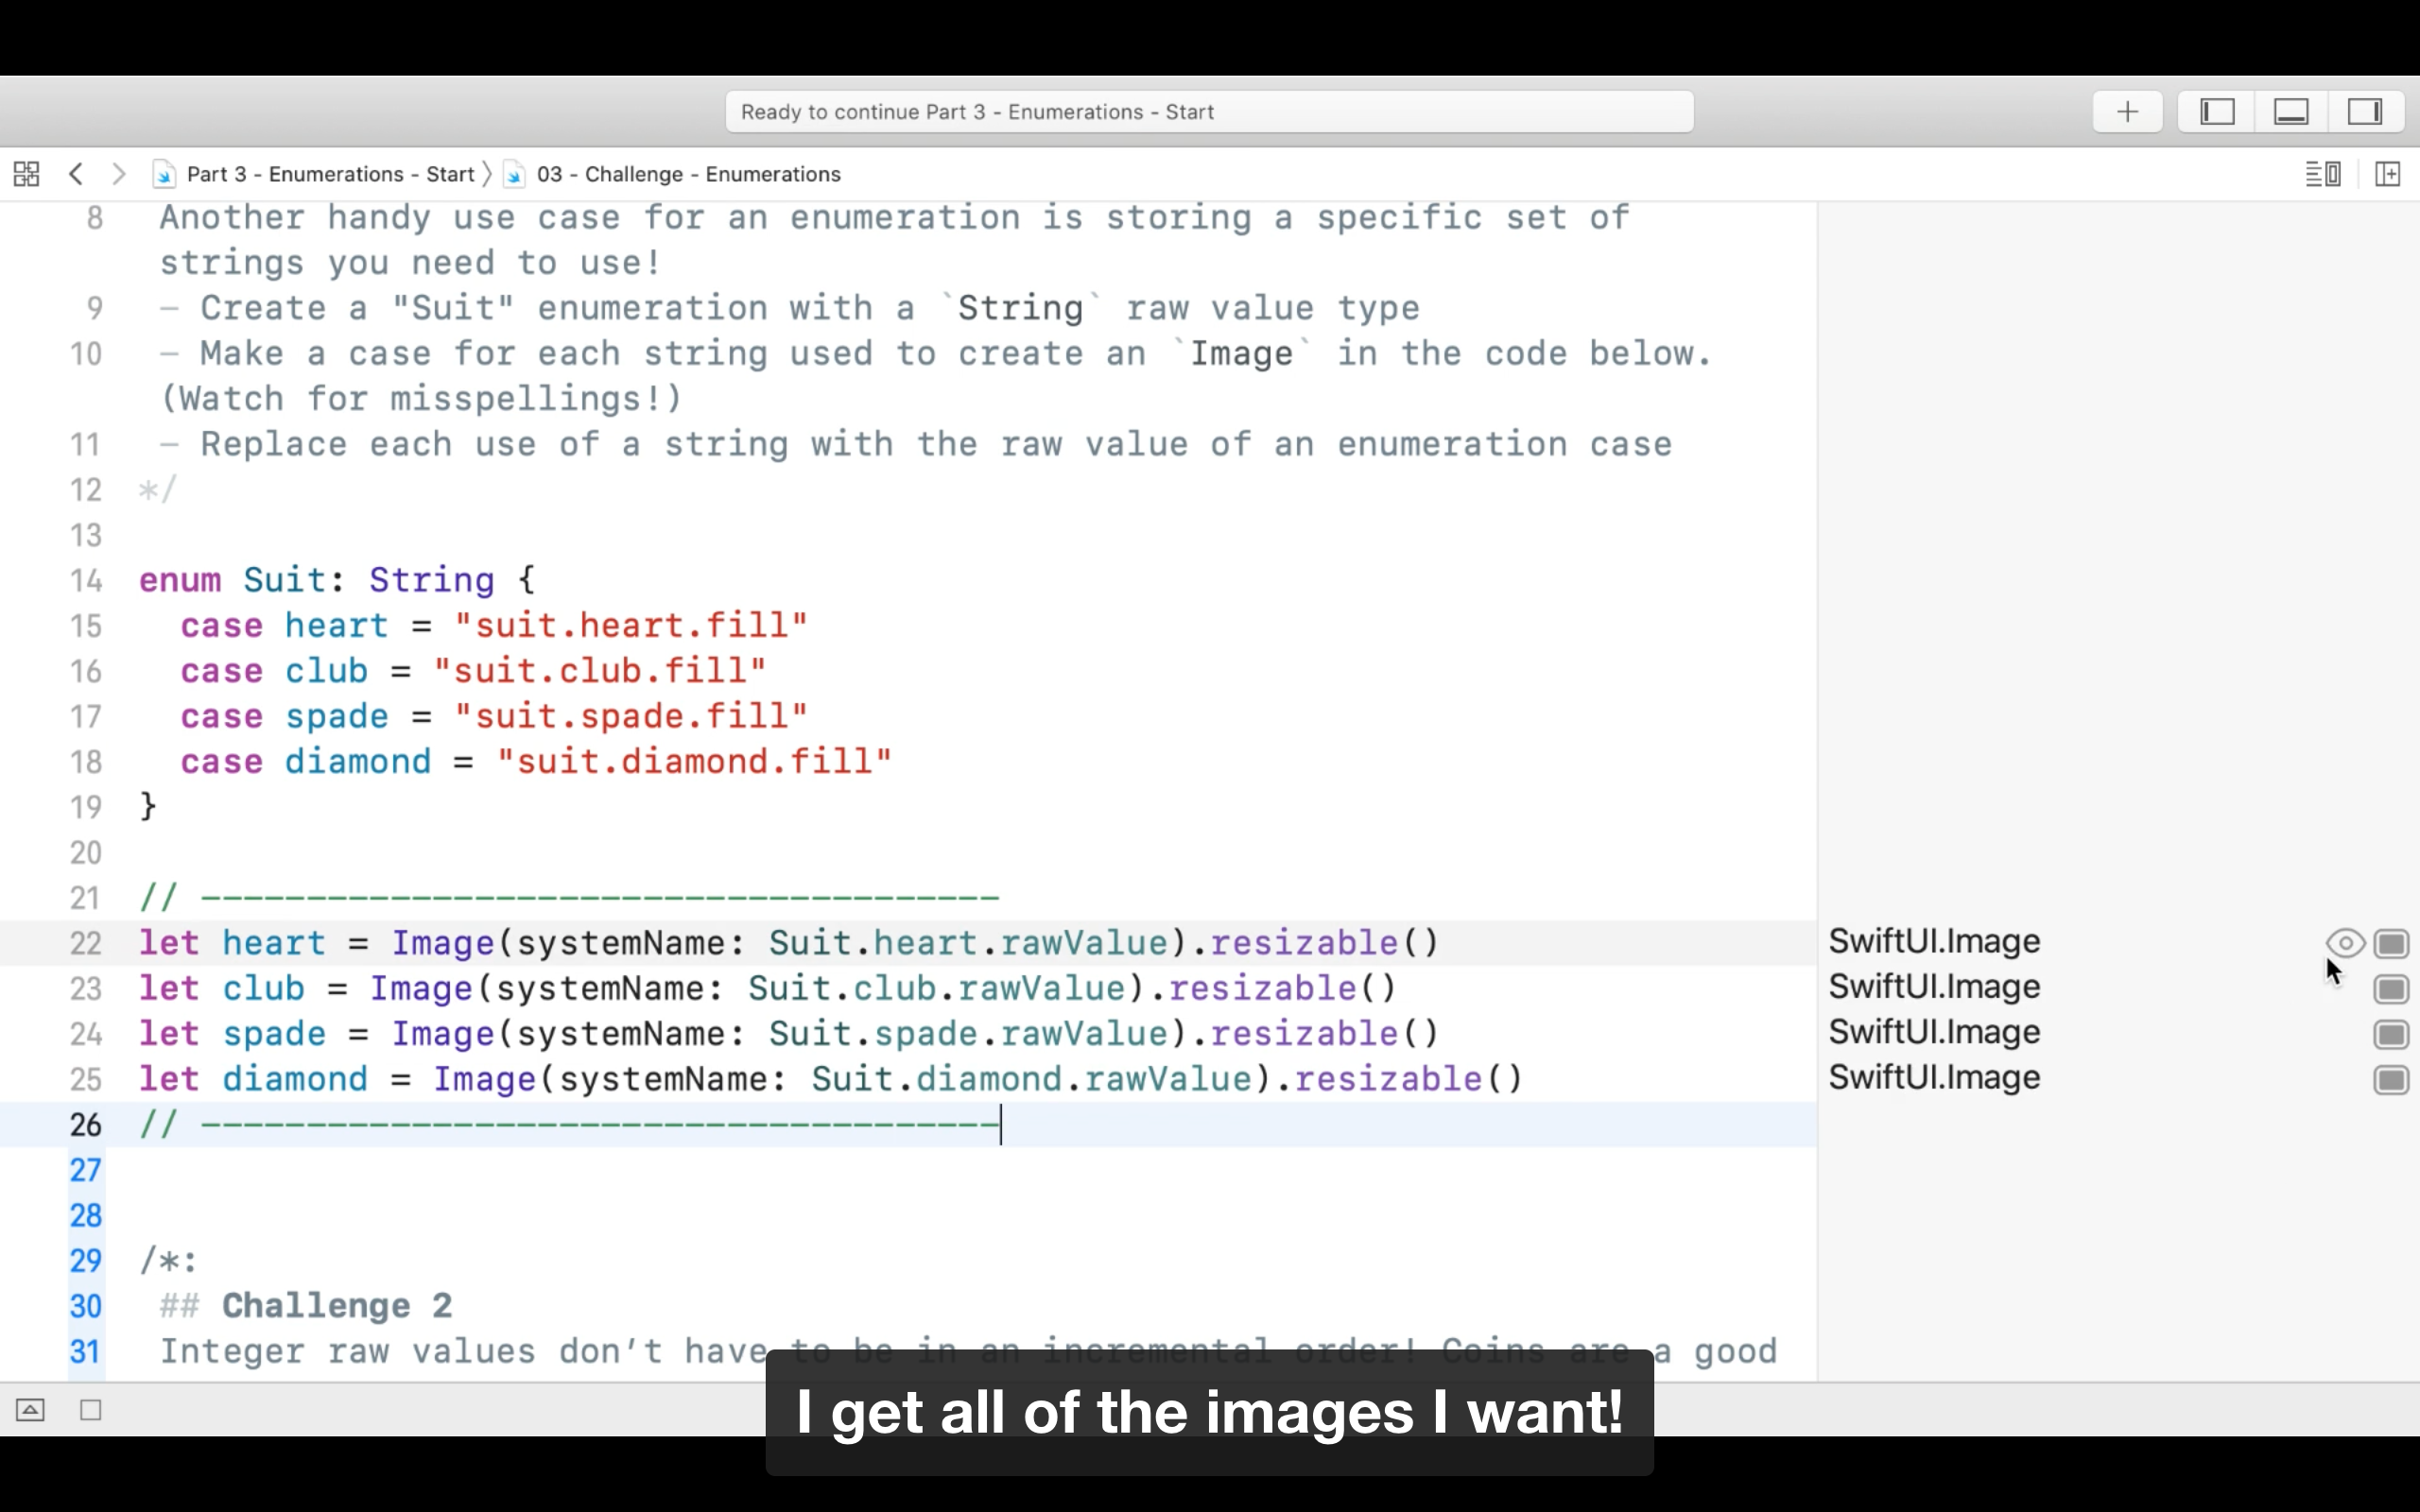 Ready to continue Part 3 - Enumerations - Start
Part 3 - Enumerations - Start 〉 03 - Challenge - Enumerations
8 Another handy use case for an enumeration is storing a specific set of
strings you need to use!
9 – Create a "Suit" enumeration with a `String` raw value type
10 – Make a case for each string used to create an `Image` in the code below.
(Watch for misspellings!)
11 – Replace each use of a string with the raw value of an enumeration case
12 */
13
14 enum Suit: String {
15 case heart = "suit.heart.fill"
16 case club = "suit.club.fill"
17 case spade = "suit.spade.fill"
18 case diamond = "suit.diamond.fill"
19 }
20
21 // --------------------------------------
22 let heart = Image(systemName: Suit.heart.rawValue).resizable() SwiftUI.Image
23 let club = Image(systemName: Suit.club.rawValue).resizable() SwiftUI.Image
24 let spade = Image(systemName: Suit.spade.rawValue).resizable() SwiftUI.Image
25 let diamond = Image(systemName: Suit.diamond.rawValue).resizable() SwiftUI.Image
26 // --------------------------------------
27
28
29 /*:
30 ## Challenge 2
31 Integer raw values don’t have to be in an incremental order! Coins are a good
I get all of the images I want!